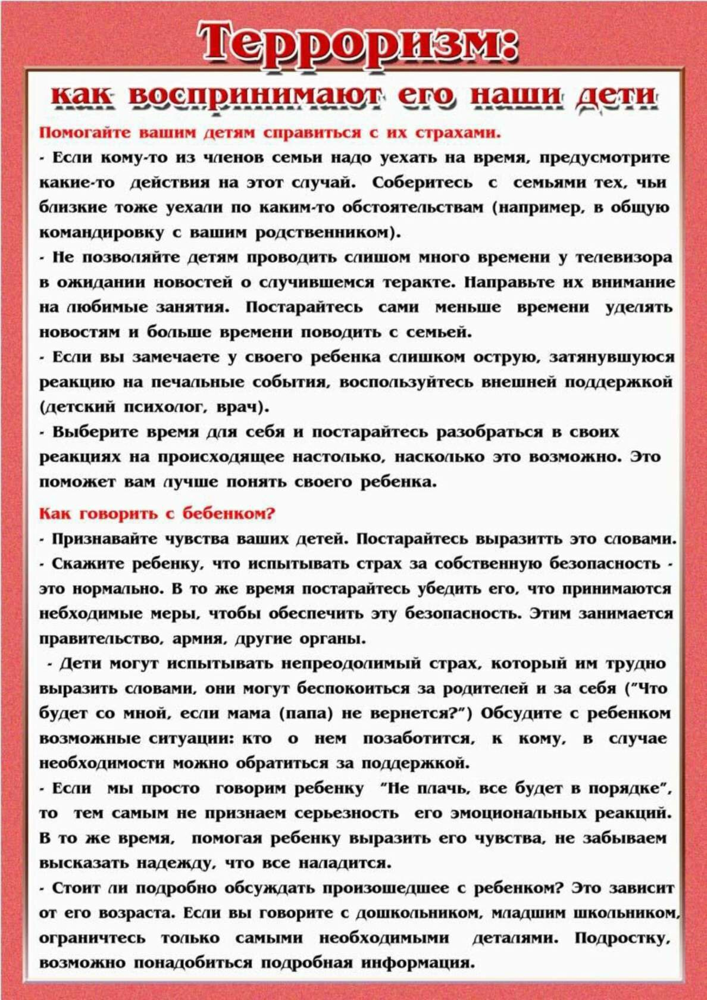 Терроризм:
как воспринимают его наши дети
Помогайте вашим детям справиться с их страхами.
- Если кому-то из членов семьи надо уехать на время, предусмотрите
какие-то действия на этот случай. Соберитесь с семьями тех, чьи
близкие тоже уехали по каким-то обстоятельствам (например, в общую
командировку с вашим родственником).
- Не позволяйте детям проводить слишом много времени у телевизора
в ожидании новостей о случившемся теракте. Направьте их внимание
на любимые занятия. Постарайтесь сами меньше времени уделять
новостям и больше времени поводить с семьей.
- Если вы замечаете у своего ребенка слишком острую, затянувшуюся
реакцию на печальные события, воспользуйтесь внешней поддержкой
(детский психолог, врач).
- Выберите время для себя и постарайтесь разобраться в своих
реакциях на происходящее настолько, насколько это возможно. Это
поможет вам лучше понять своего ребенка.
Как говорить с бебенком?
- Признавайте чувства ваших детей. Постарайтесь выразитть это словами.
- Скажите ребенку, что испытывать страх за собственную безопасность -
это нормально. В то же время постарайтесь убедить его, что принимаются
небходимые меры, чтобы обеспечить эту безопасность. Этим занимается
правительство, армия, другие органы.
- Дети могут испытывать непреодолимый страх, который им трудно
выразить словами, они могут беспокоиться за родителей и за себя ("Что
будет со мной, если мама (папа) не вернется?") Обсудите с ребенком
возможные ситуации: кто о нем позаботится, к кому, в случае
необходимости можно обратиться за поддержкой.
- Если мы просто говорим ребенку "Не плачь, все будет в порядке",
то тем самым не признаем серьезность его эмоциональных реакций.
В то же время, помогая ребенку выразить его чувства, не забываем
высказать надежду, что все наладится.
- Стоит ли подробно обсуждать произошедшее с ребенком? Это зависит
от его возраста. Если вы говорите с дошкольником, младшим школьником,
ограничтесь только самыми необходимыми деталями. Подростку,
возможно понадобиться подробная информация.